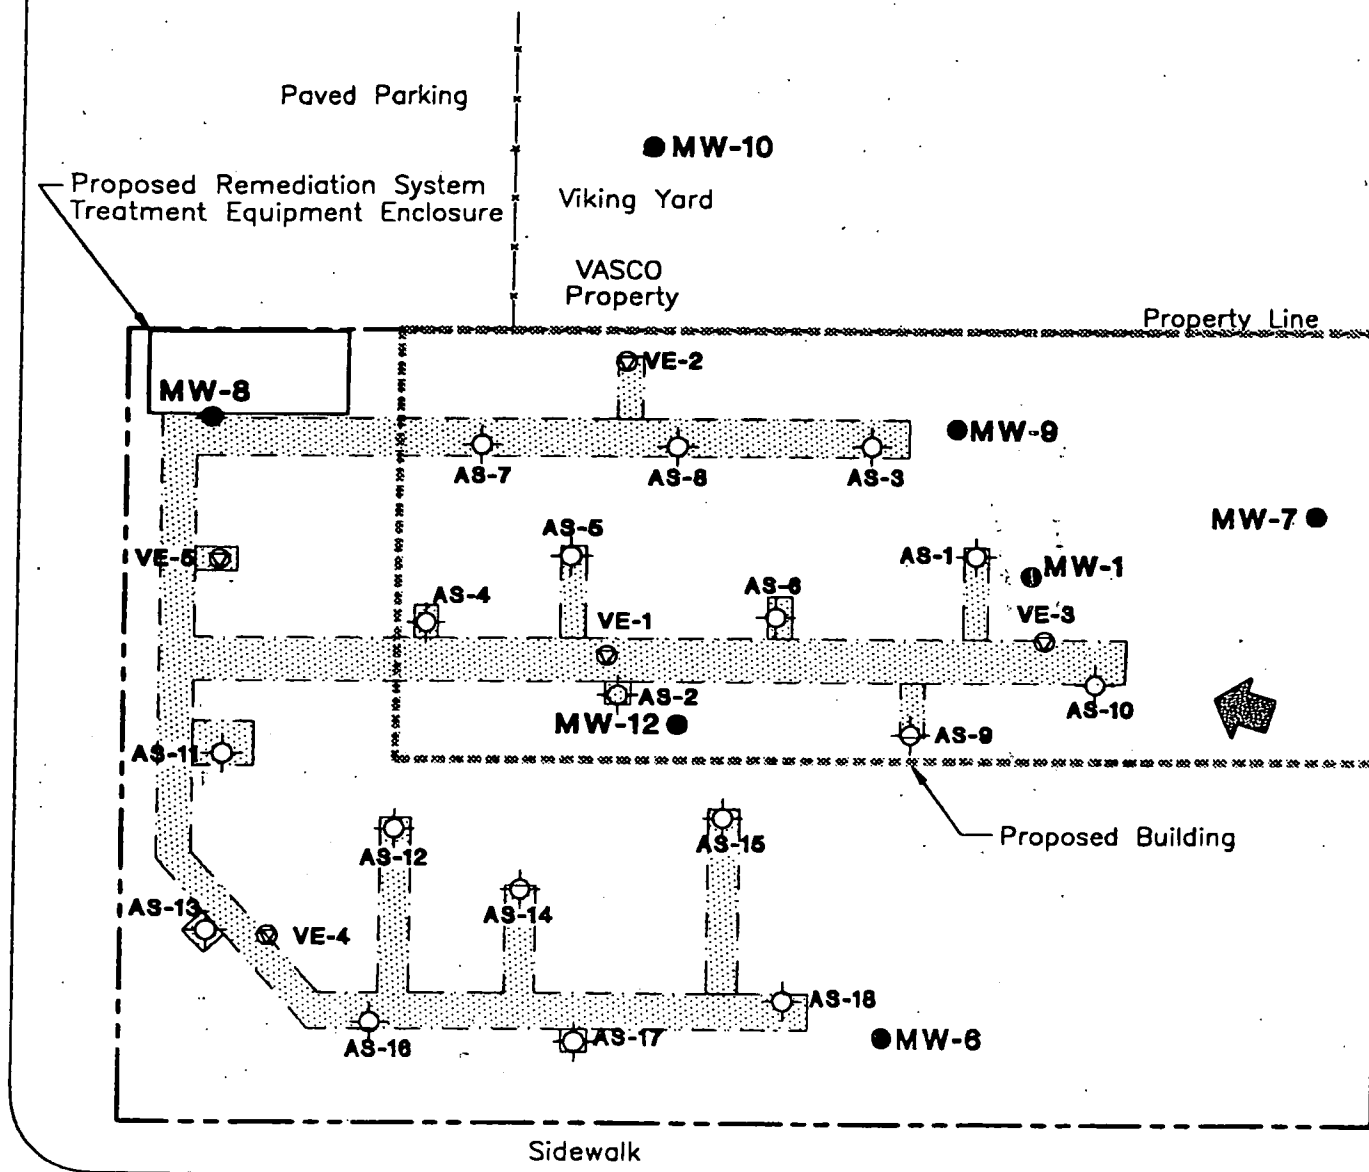 Paved Parking
MW-10
Proposed Remediation System
Treatment Equipment Enclosure
Viking Yard
VASCO
Property
Property Line
VE-2
MW-8
MW-9
AS-7
AS-8
AS-3
MW-7
AS-5
VE-5
AS-1
MW-1
AS-4
AS-6
VE-1
VE-3
AS-2
AS-10
MW-12
AS-9
AS-11
Proposed Building
AS-12
AS-15
AS-13
AS-14
VE-4
AS-18
AS-16
AS-17
MW-6
Sidewalk